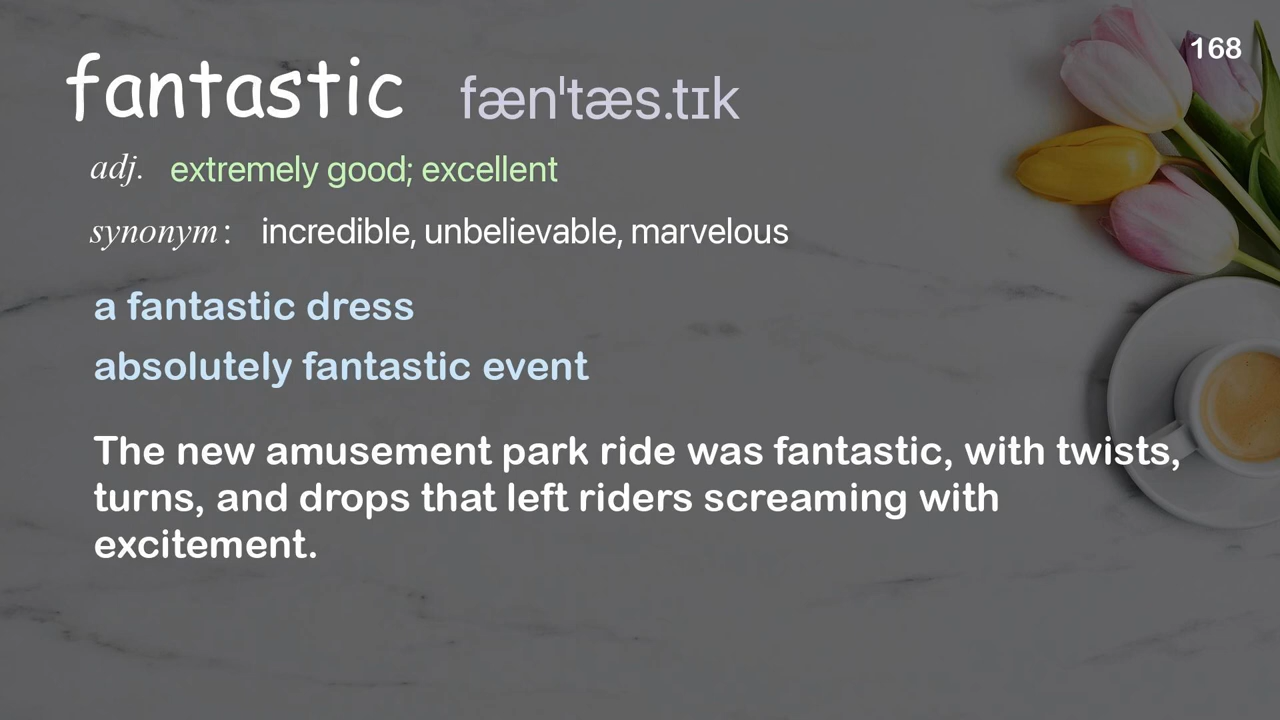 168
fantastic fæn'tæs.tɪk
adj. extremely good; excellent
synonym: incredible, unbelievable, marvelous
a fantastic dress
absolutely fantastic event
The new amusement park ride was fantastic, with twists,
turns, and drops that left riders screaming with
excitement.